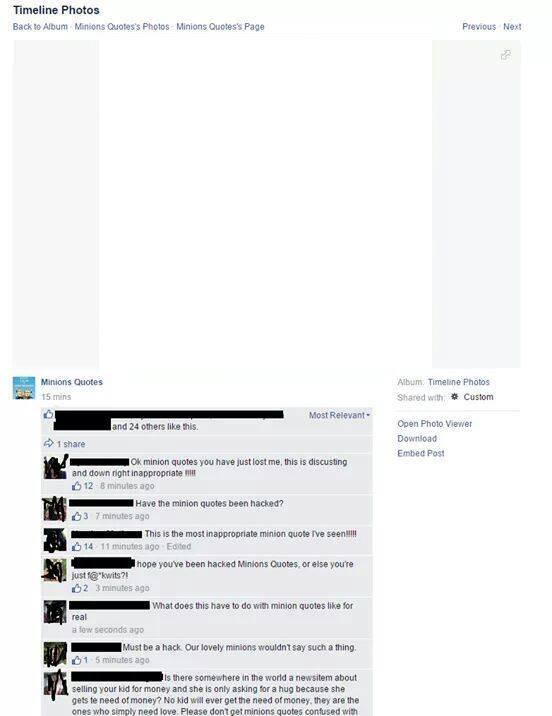 Timeline Photos
Back to Album · Minions Quotes's Photos · Minions Quotes's Page
Previous · Next
Minions Quotes
15 mins
Album: Timeline Photos
Shared with: Custom
Open Photo Viewer
Download
Embed Post
Most Relevant
and 24 others like this.
1 share
Ok minion quotes you have just lost me, this is discusting
and down right inappropriate !!!!!
12 · 8 minutes ago
Have the minion quotes been hacked?
3 · 7 minutes ago
This is the most inappropriate minion quote I've seen!!!!!
14 · 11 minutes ago · Edited
hope you've been hacked Minions Quotes, or else you're
just f@*kwits?!
2 · 3 minutes ago
What does this have to do with minion quotes like for
real
a few seconds ago
Must be a hack. Our lovely minions wouldn't say such a thing.
1 · 5 minutes ago
Is there somewhere in the world a newsitem about
selling your kid for money and she is only asking for a hug because she
gets te need of money? No kid will ever get the need of money, they are the
ones who simply need love. Please don't get minions quotes confused with